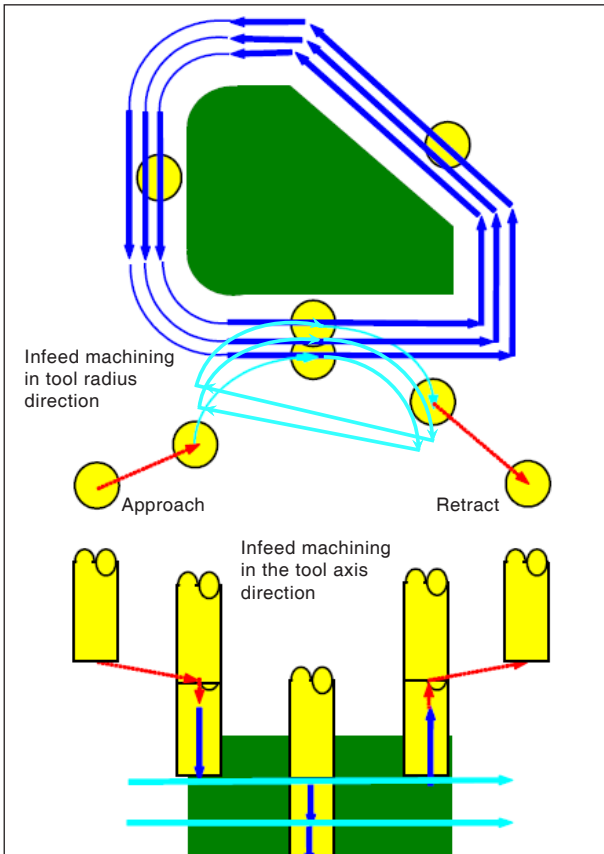 Infeed machining
in tool radius
direction
Approach
Retract
Infeed machining
in the tool axis
direction